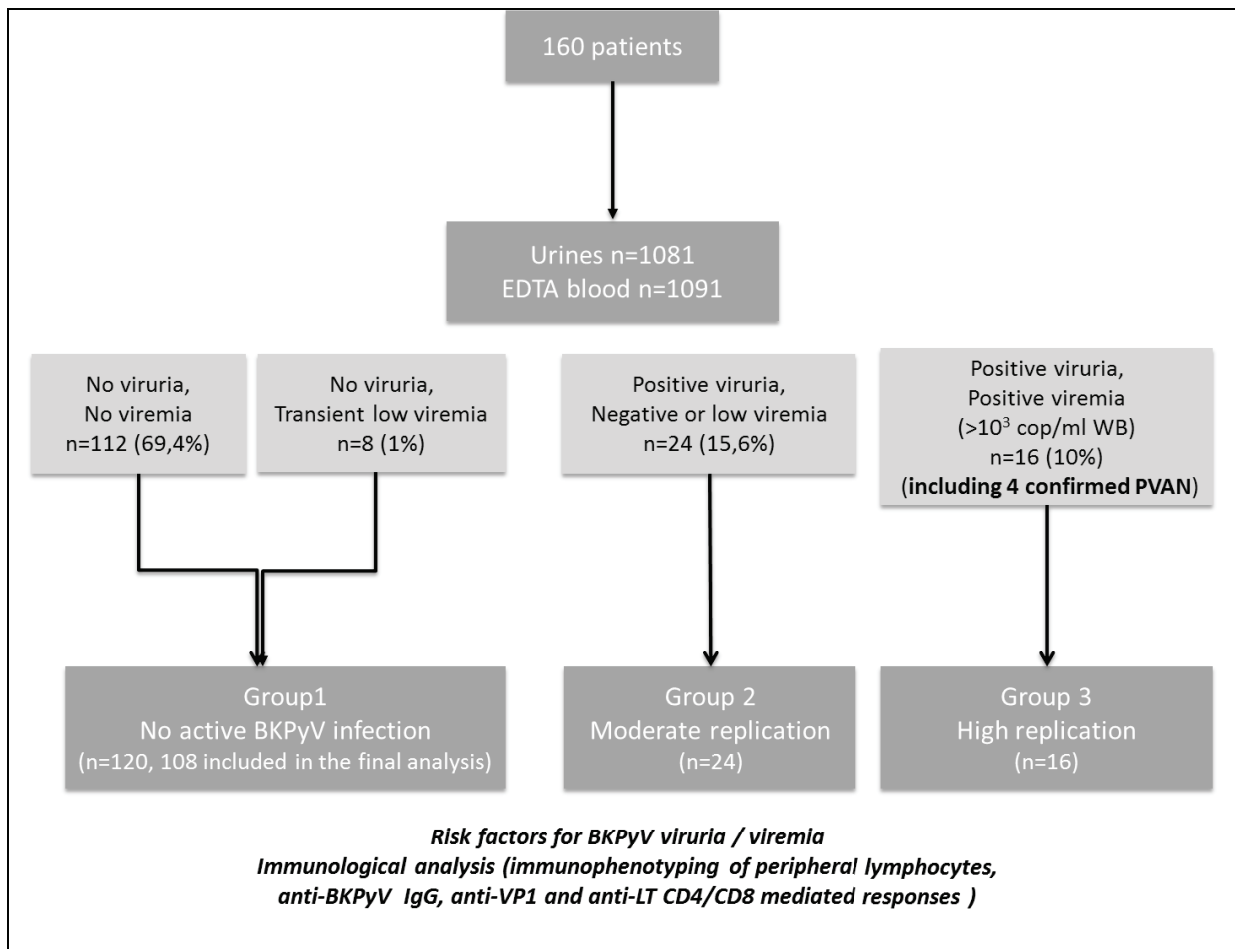 160 patients
Urines n=1081
EDTA blood n=1091
No viruria,
No viremia
n=112 (69,4%)
No viruria,
Transient low viremia
n=8 (1%)
Positive viruria,
Negative or low viremia
n=24 (15,6%)
Positive viruria,
Positive viremia
(>10³ cop/ml WB)
n=16 (10%)
(including 4 confirmed PVAN)
Group1
No active BKPyV infection
(n=120, 108 included in the final analysis)
Group 2
Moderate replication
(n=24)
Group 3
High replication
(n=16)
Risk factors for BKPyV viruria / viremia
Immunological analysis (immunophenotyping of peripheral lymphocytes,
anti-BKPyV IgG, anti-VP1 and anti-LT CD4/CD8 mediated responses )